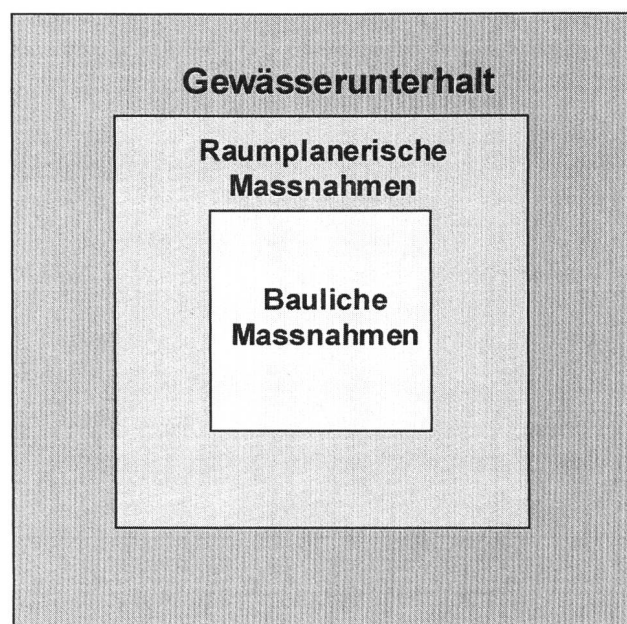 Gewässerunterhalt
Raumplanerische
Massnahmen
Bauliche
Massnahmen